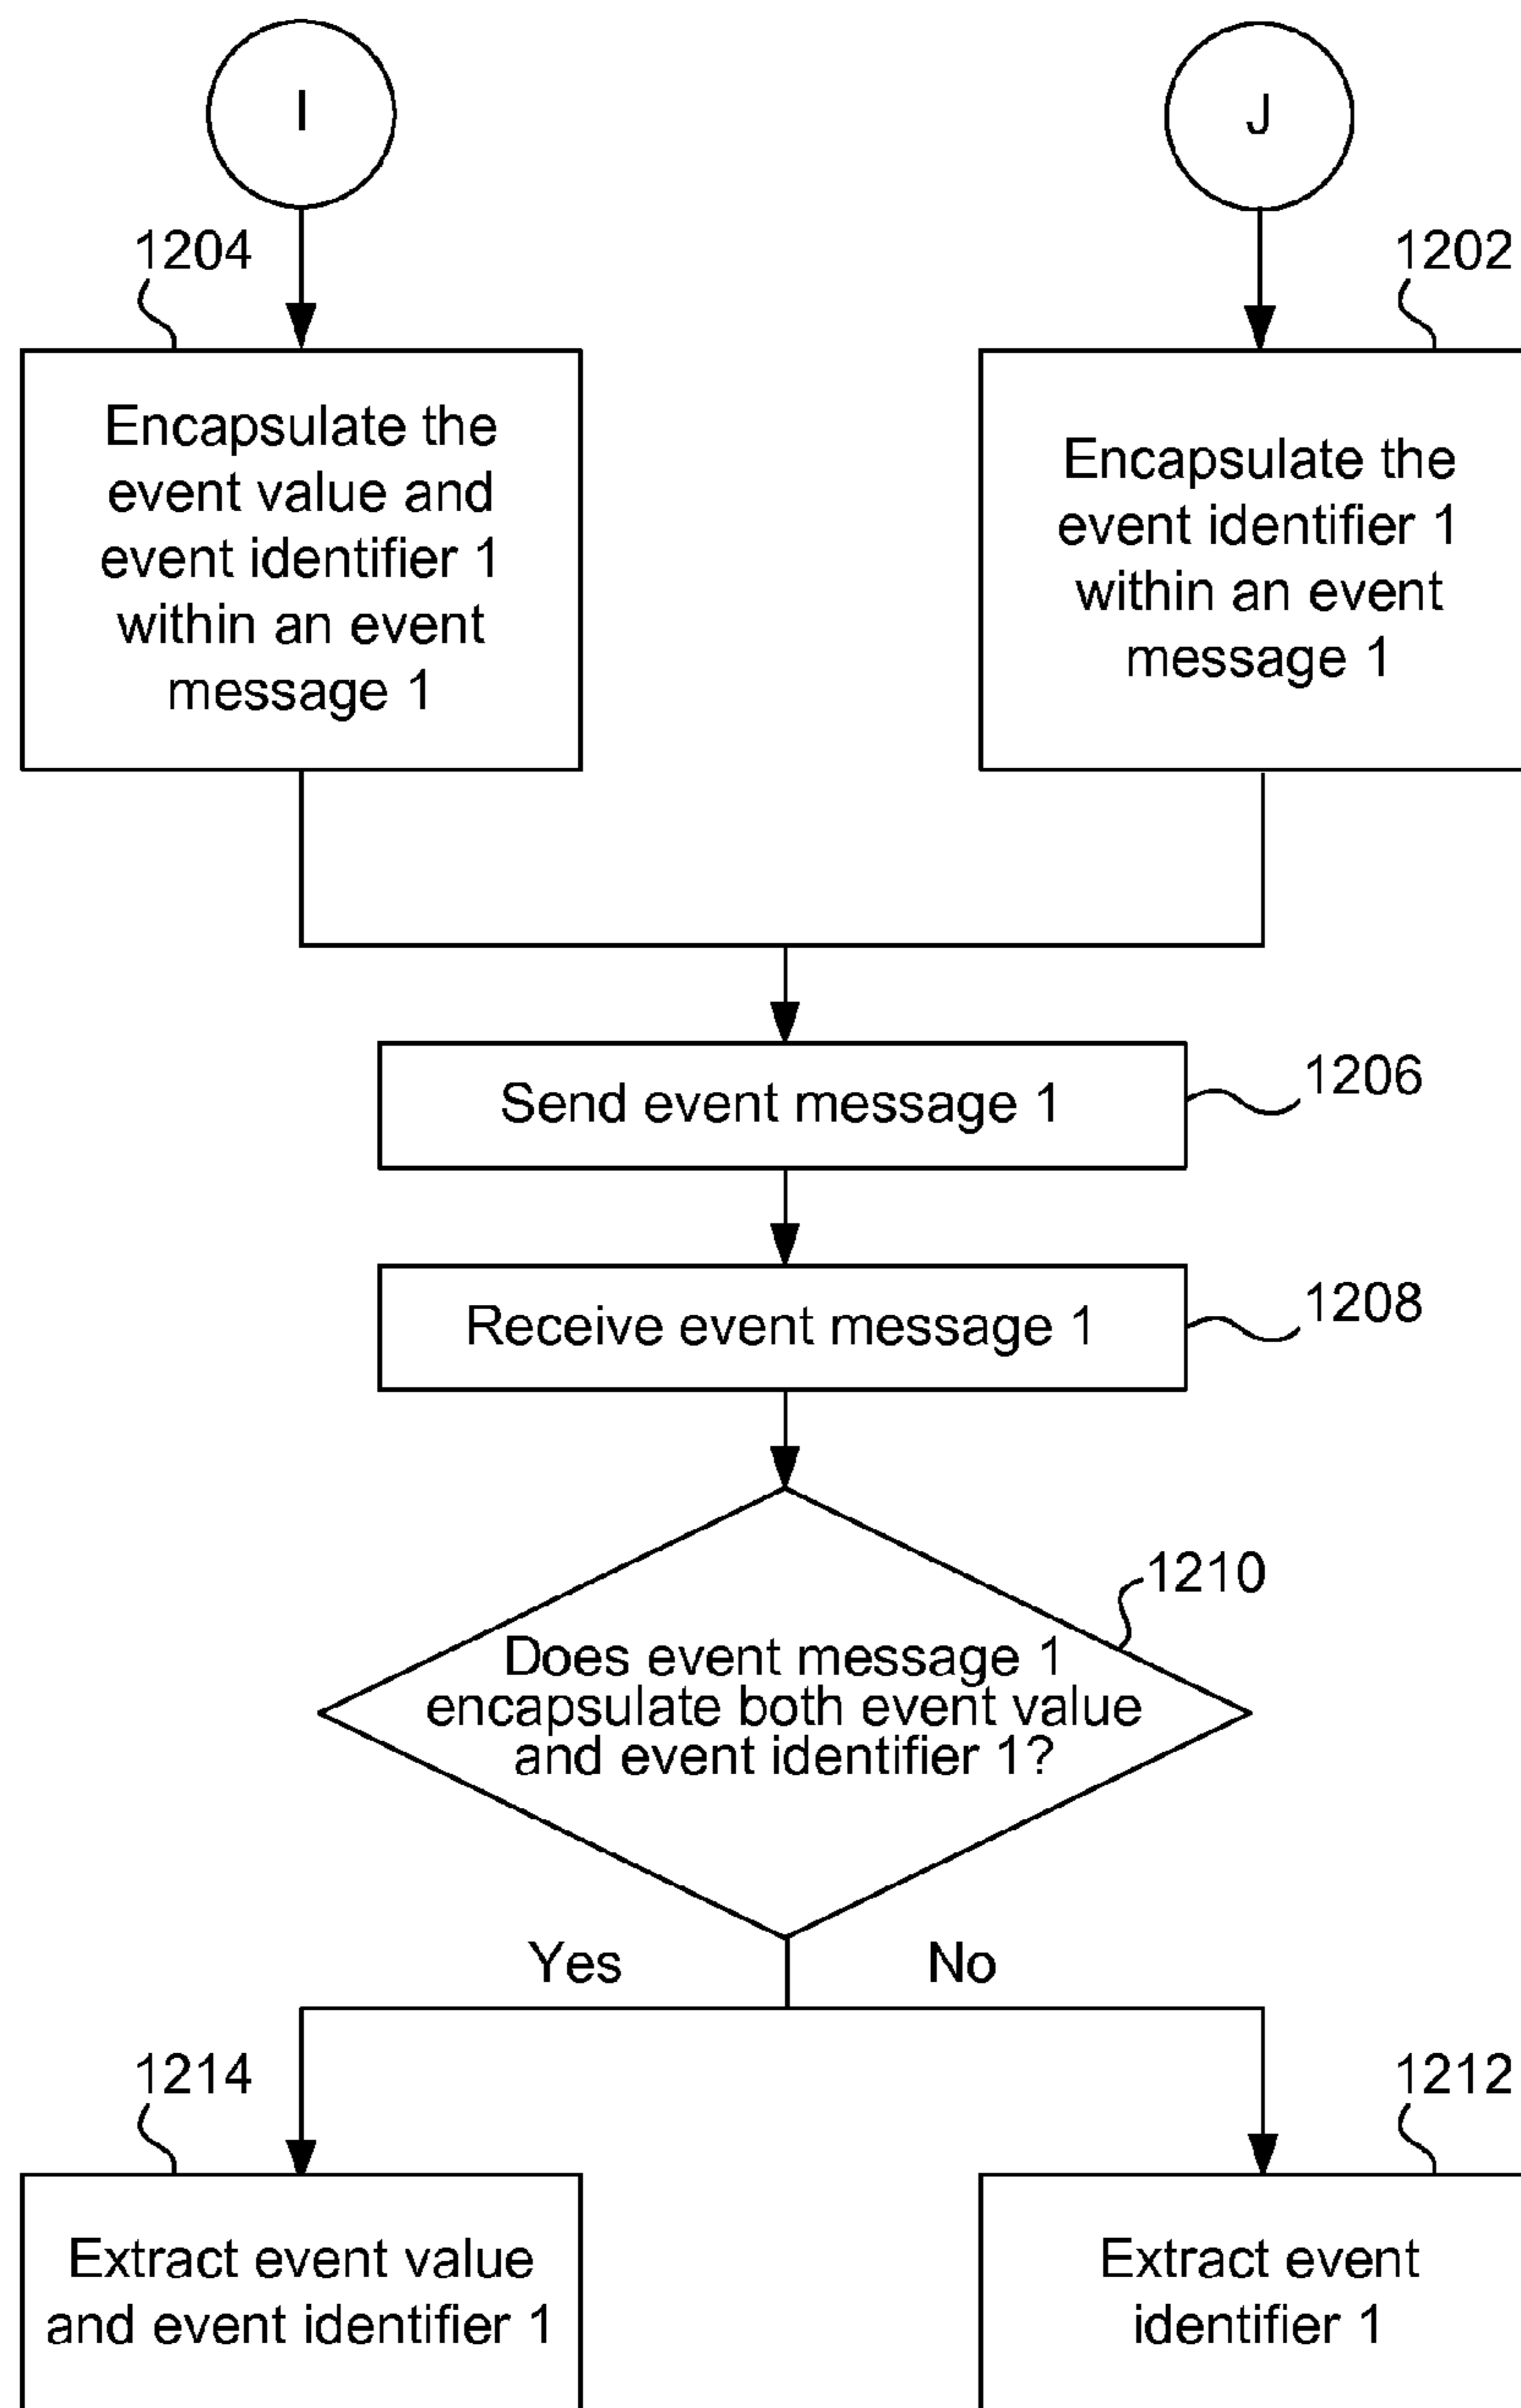 I
J
1204
1202
Encapsulate the
event value and
event identifier 1
within an event
message 1
Encapsulate the
event identifier 1
within an event
message 1
Send event message 1
1206
Receive event message 1
1208
1210
Does event message 1
encapsulate both event value
and event identifier 1?
Yes
No
1214
1212
Extract event value
and event identifier 1
Extract event
identifier 1